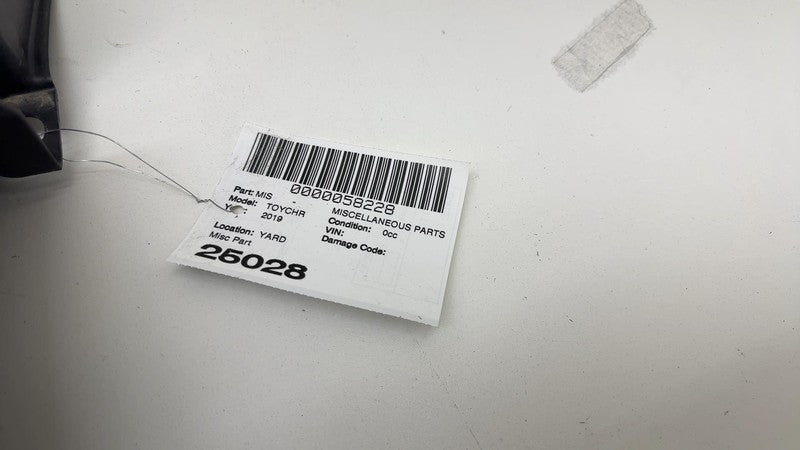 0000058228
Part: MIS
MISCELLANEOUS PARTS
Model: TOYCHR
Condition: 0cc
2019
VIN:
Damage Code:
Location: YARD
Misc Part
25028